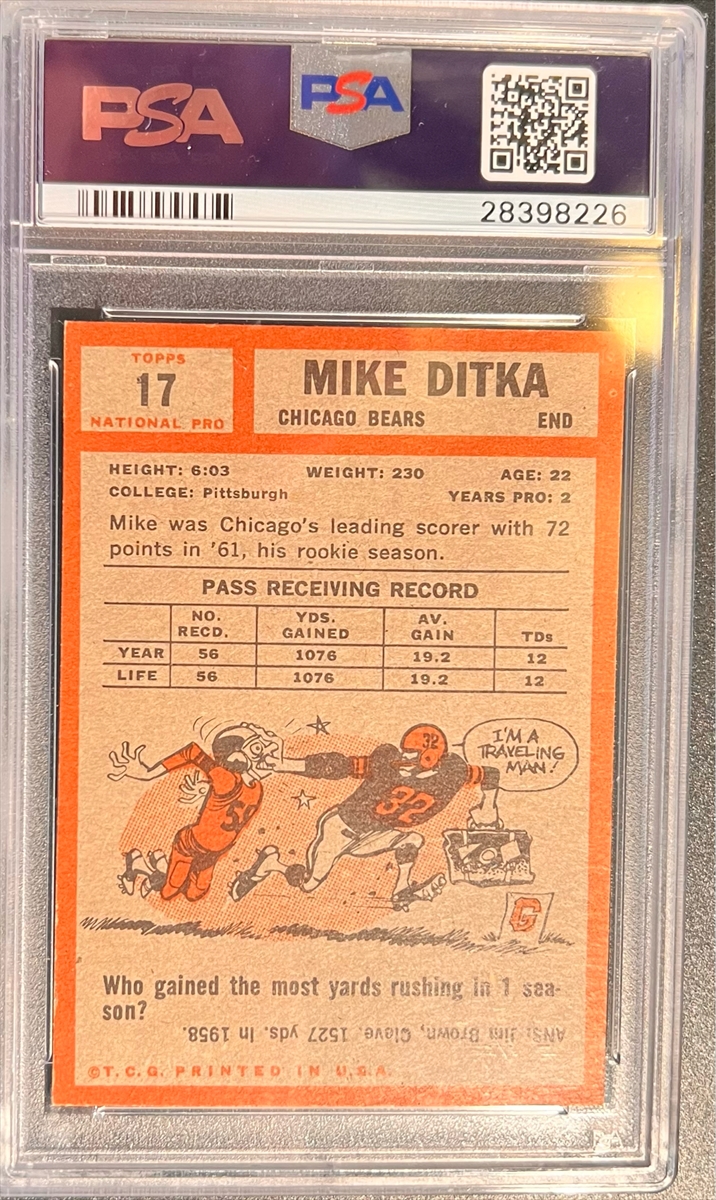 PSA
PSA
28398226
TOPPS
17
NATIONAL PRO
MIKE DITKA
CHICAGO BEARS END
HEIGHT: 6:03 WEIGHT: 230 AGE: 22
COLLEGE: Pittsburgh YEARS PRO: 2
Mike was Chicago's leading scorer with 72
points in '61, his rookie season.
PASS RECEIVING RECORD
NO. RECD. YDS. GAINED AV. GAIN TDs
YEAR 56 1076 19.2 12
LIFE 56 1076 19.2 12
I'M A
TRAVELING
MAN!
32
32
G
Who gained the most yards rushing in 1 sea-
son?
ANS: Jim Brown, Cleve. 1527 yds. in 1958.
©T.C.G. PRINTED IN U.S.A.